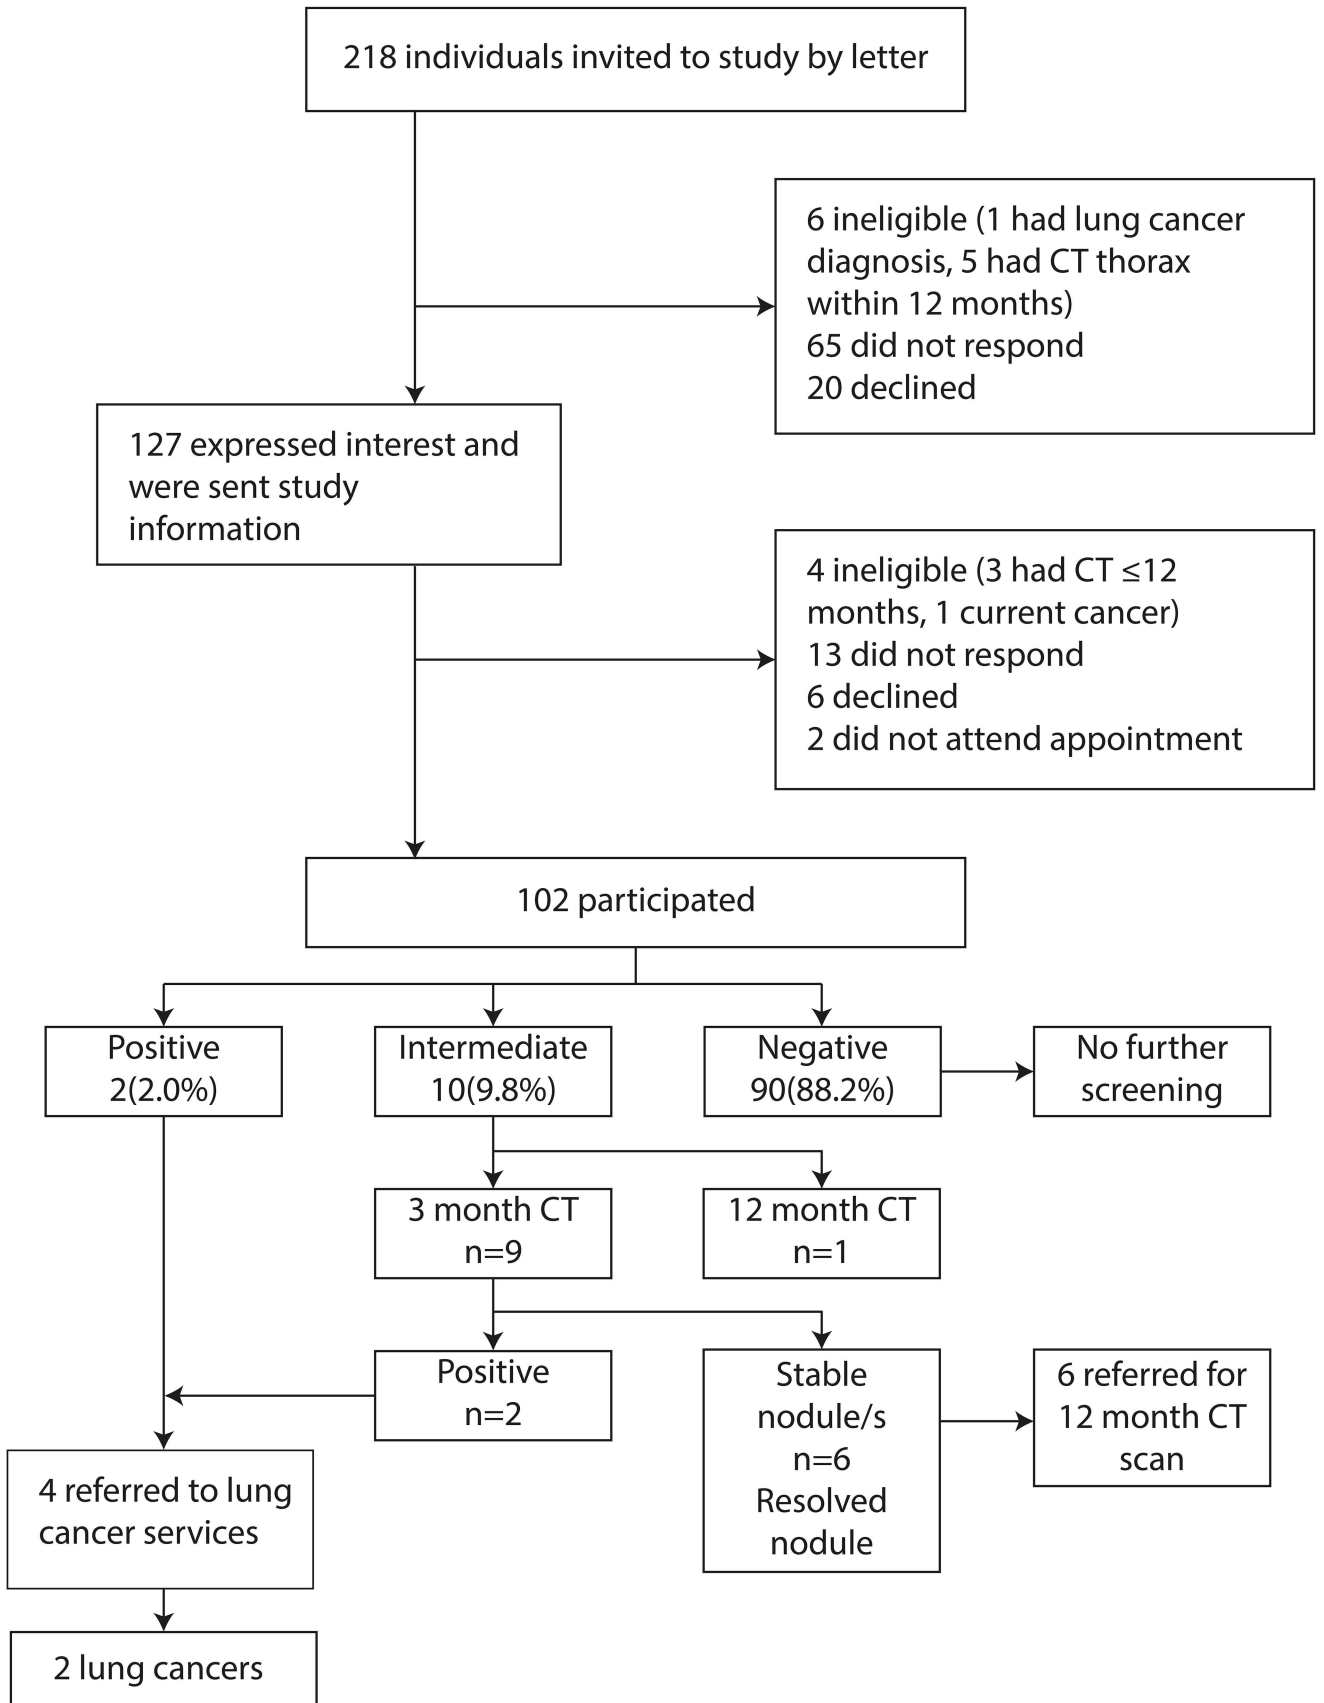 218 individuals invited to study by letter
6 ineligible (1 had lung cancer
diagnosis, 5 had CT thorax
within 12 months)
65 did not respond
20 declined
127 expressed interest and
were sent study
information
4 ineligible (3 had CT ≤12
months, 1 current cancer)
13 did not respond
6 declined
2 did not attend appointment
102 participated
Positive
2(2.0%)
Intermediate
10(9.8%)
Negative
90(88.2%)
No further
screening
3 month CT
n=9
12 month CT
n=1
Positive
n=2
Stable
nodule/s
n=6
Resolved
nodule
6 referred for
12 month CT
scan
4 referred to lung
cancer services
2 lung cancers